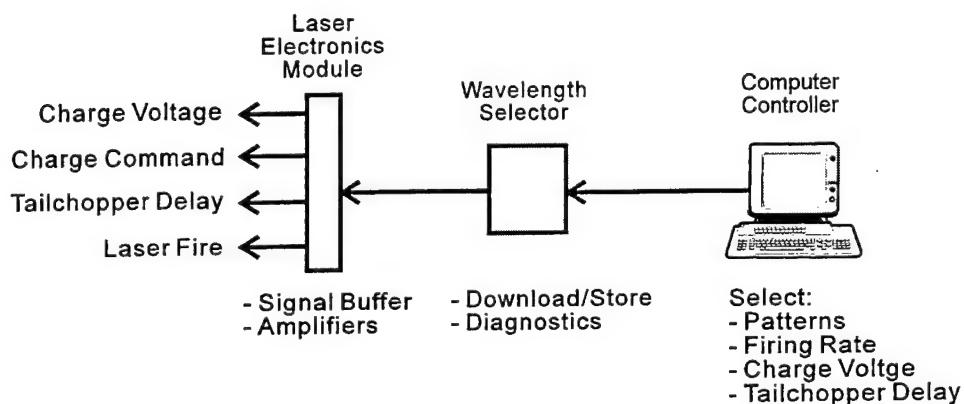 Laser
Electronics
Module
Wavelength
Selector
Computer
Controller
Charge Voltage
Charge Command
Tailchopper Delay
Laser Fire
- Signal Buffer
- Amplifiers
- Download/Store
- Diagnostics
Select:
- Patterns
- Firing Rate
- Charge Voltge
- Tailchopper Delay